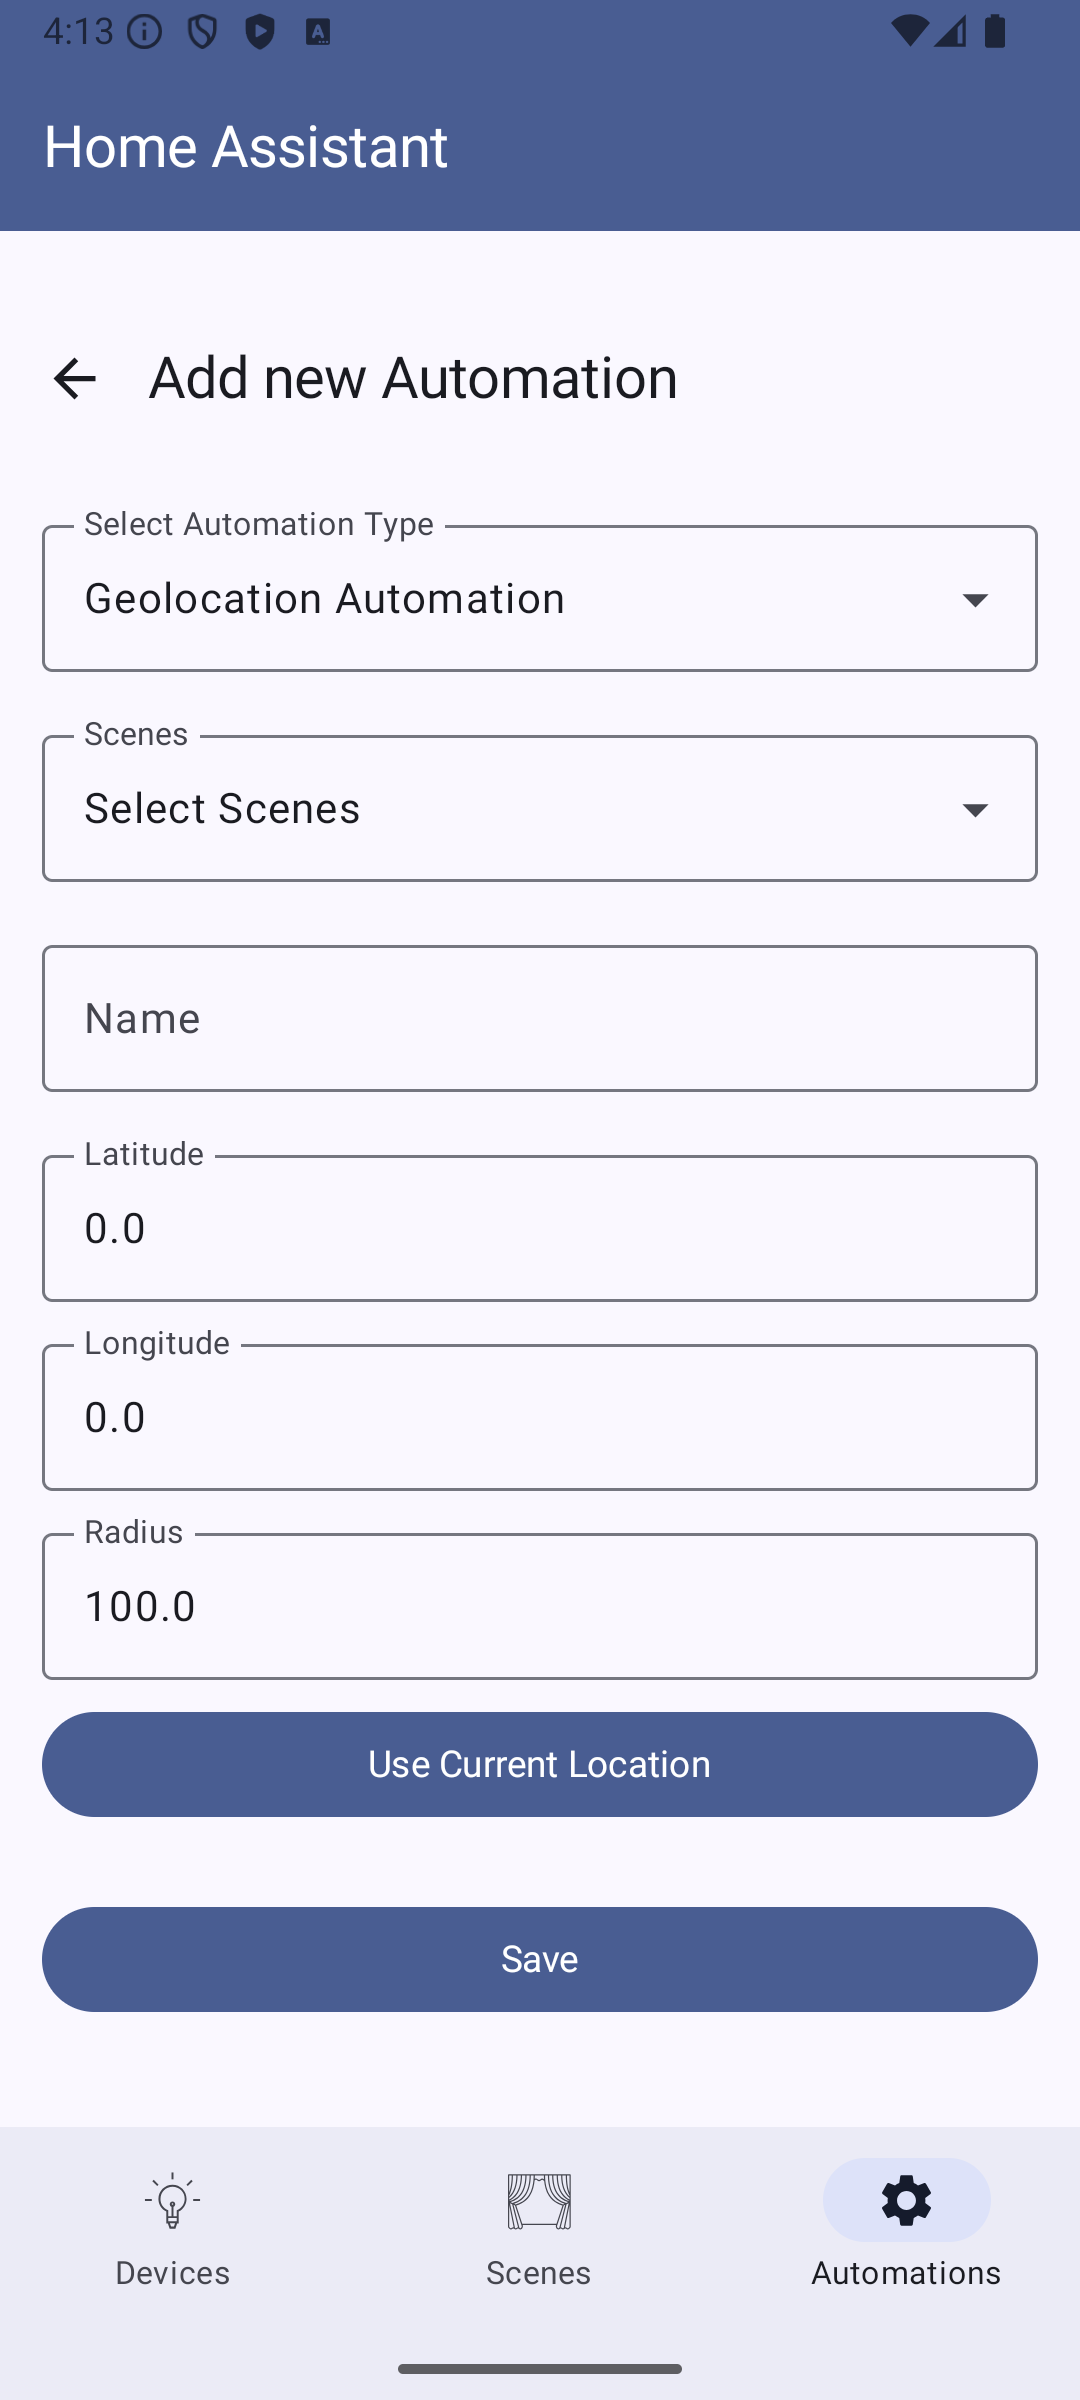 4:13
Home Assistant
Add new Automation
Select Automation Type
Geolocation Automation
Scenes
Select Scenes
Name
Latitude
0.0
Longitude
0.0
Radius
100.0
Use Current Location
Save
Devices
Scenes
Automations